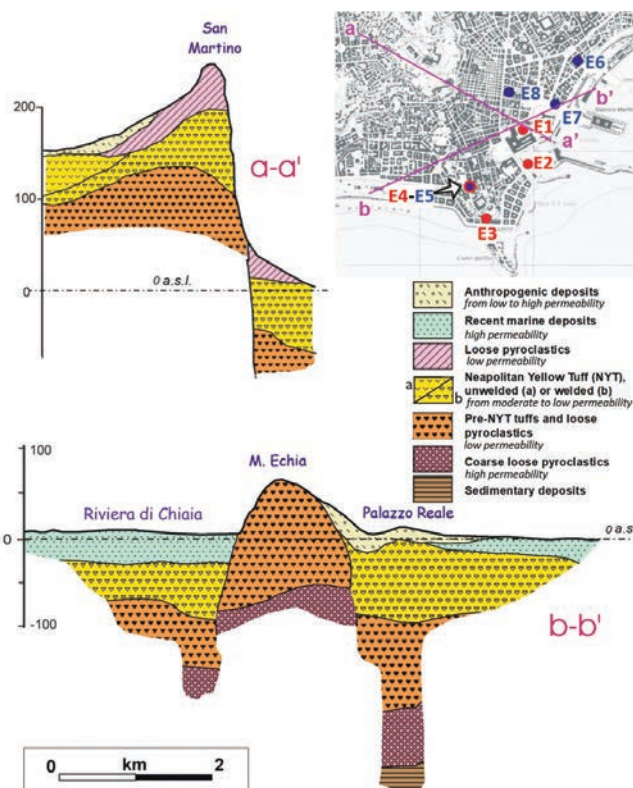 San
Martino
200
100
0
a-a'
0 a.s.l.
a
b
a'
b'
E1
E2
E3
E4-E5
E6
E7
E8
Anthropogenic deposits
from low to high permeability
Recent marine deposits
high permeability
Loose pyroclastics
low permeability
a
b
Neapolitan Yellow Tuff (NYT),
unwelded (a) or welded (b)
from moderate to low permeability
Pre-NYT tuffs and loose
pyroclastics
low permeability
Coarse loose pyroclastics
high permeability
Sedimentary deposits
100
0
-100
Riviera di Chiaia
M. Echia
Palazzo Reale
0 a.s.
b-b'
0 km 2